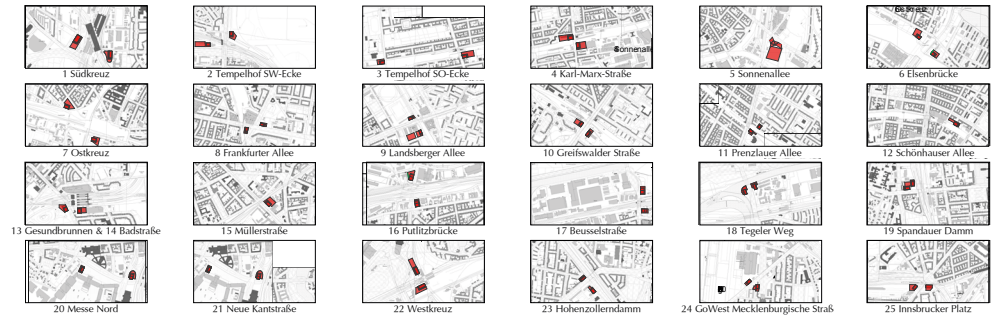 1 Südkreuz
2 Tempelhof SW-Ecke
3 Tempelhof SO-Ecke
Sonnenalle
4 Karl-Marx-Straße
5 Sonnenallee
6 Elsenbrücke
7 Ostkreuz
8 Frankfurter Allee
9 Landsberger Allee
10 Greifswalder Straße
11 Prenzlauer Allee
12 Schönhauser Allee
13 Gesundbrunnen & 14 Badstraße
15 Müllerstraße
16 Putlitzbrücke
17 Beusselstraße
18 Tegeler Weg
19 Spandauer Damm
20 Messe Nord
21 Neue Kantstraße
22 Westkreuz
23 Hohenzollerndamm
24 GoWest Mecklenburgische Straß
25 Innsbrucker Platz